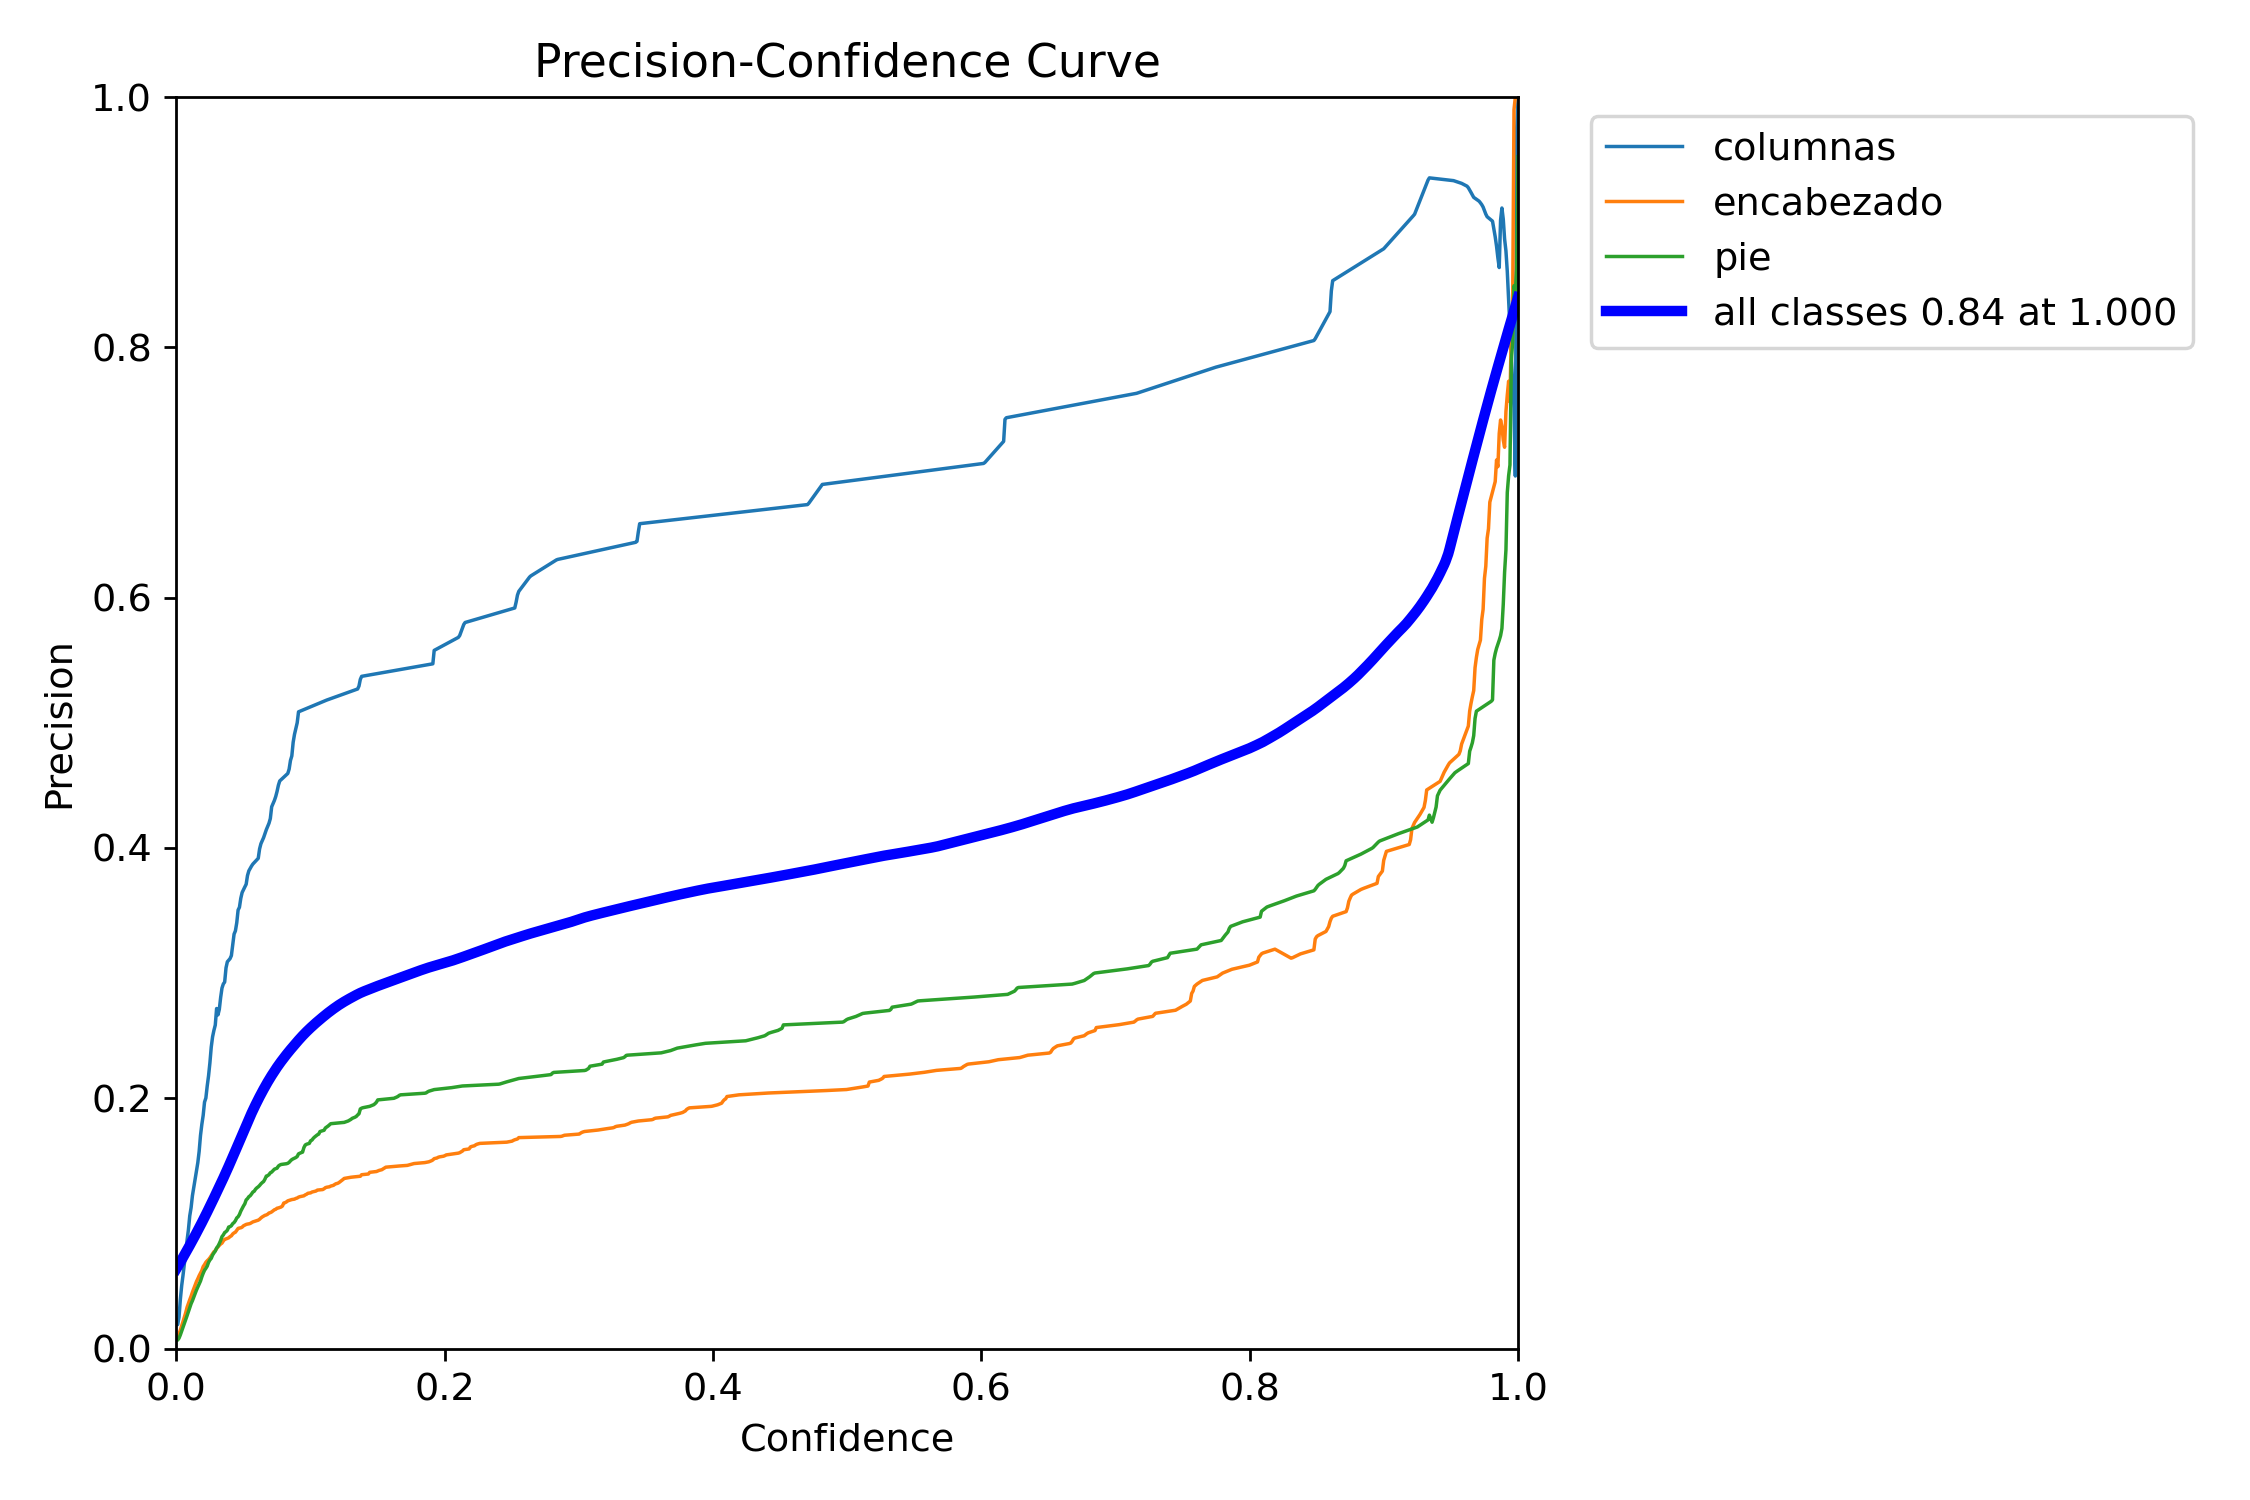 Precision-Confidence Curve
1.0
0.8
0.6
0.4
0.2
0.0
Precision
0.0 0.2 0.4 0.6 0.8 1.0
Confidence
columnas
encabezado
pie
all classes 0.84 at 1.000